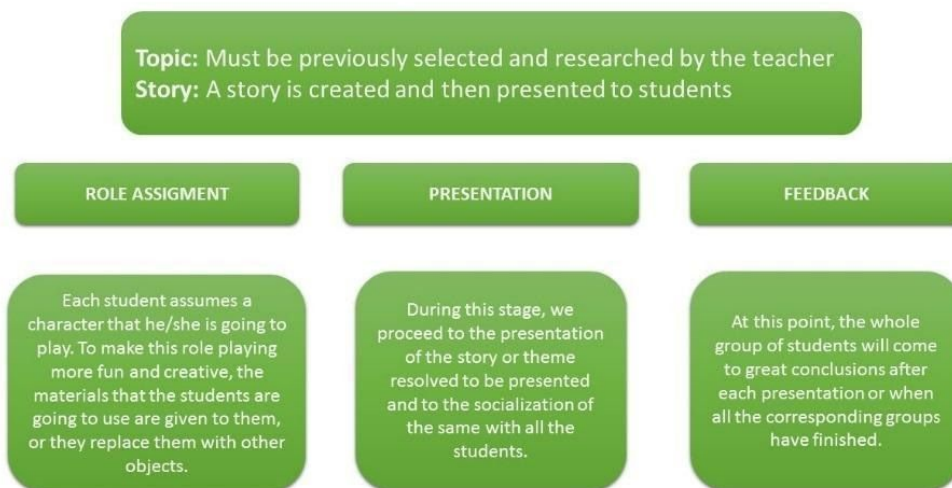 Topic: Must be previously selected and researched by the teacher
Story: A story is created and then presented to students
ROLE ASSIGMENT
PRESENTATION
FEEDBACK
Each student assumes a
character that he/she is going to
play. To make this role playing
more fun and creative, the
materials that the students are
going to use are given to them,
or they replace them with other
objects.
During this stage, we
proceed to the presentation
of the story or theme
resolved to be presented
and to the socialization of
the same with all the
students.
At this point, the whole
group of students will come
to great conclusions after
each presentation or when
all the corresponding groups
have finished.